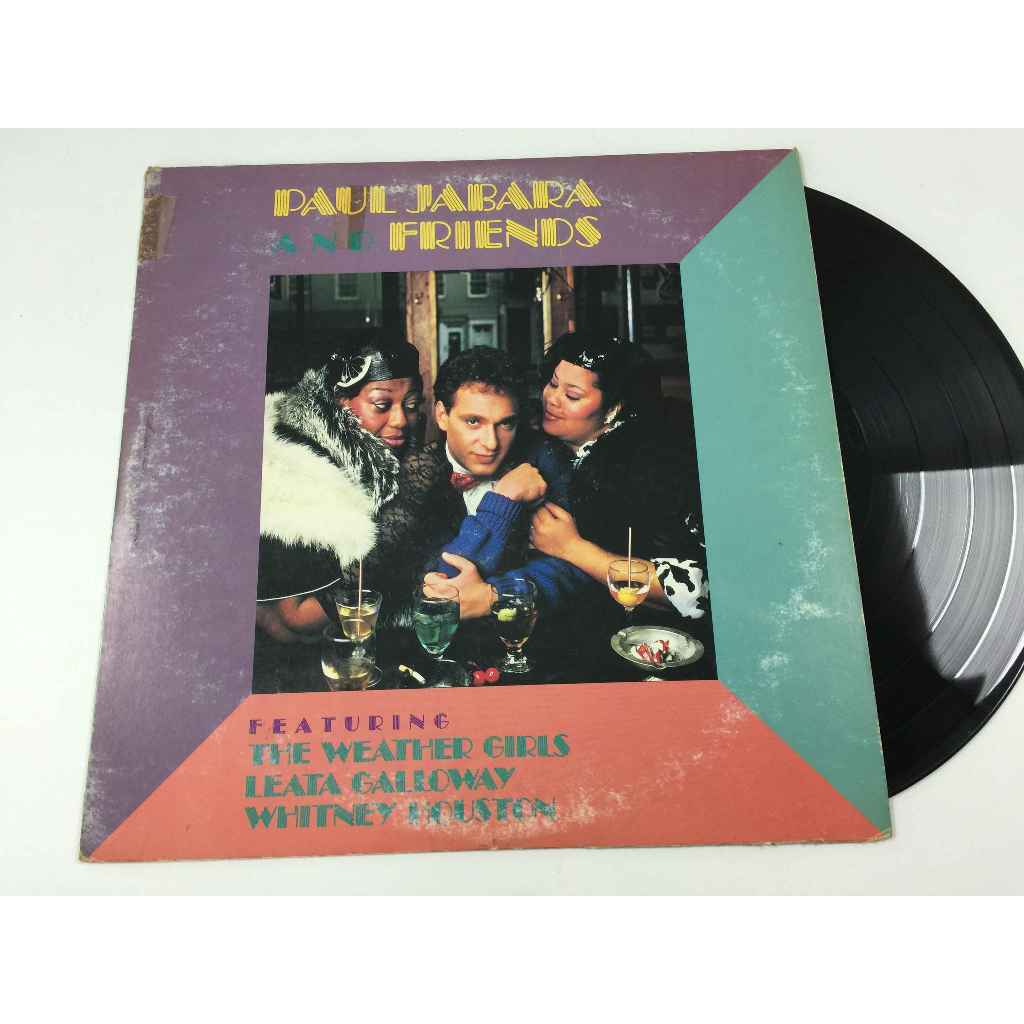 PAUL JABARA
AND FRIENDS
FEATURING
THE WEATHER GIRLS
LEATA GALLOWAY
WHITNEY HOUSTON